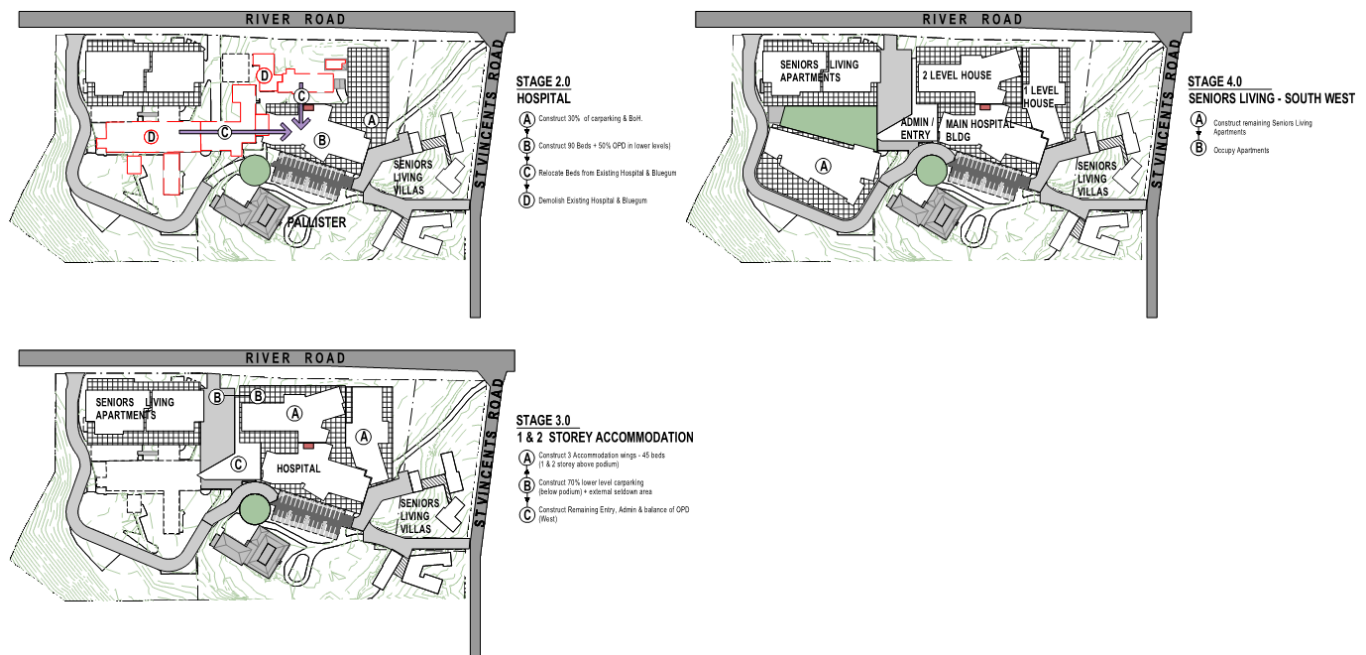 RIVER ROAD
ST VINCENTS ROAD
D
C
A
D
C
B
SENIORS
LIVING
VILLAS
PALLISTER
STAGE 2.0
HOSPITAL
A Construct 30% of carparking & BoH.
B Construct 90 Beds + 50% OPD in lower levels)
C Relocate Beds from Existing Hospital & Bluegum
D Demolish Existing Hospital & Bluegum
RIVER ROAD
ST VINCENTS ROAD
SENIORS LIVING
APARTMENTS
2 LEVEL HOUSE
1 LEVEL
HOUSE
ADMIN /
ENTRY
MAIN HOSPITAL
BLDG
A
SENIORS
LIVING
VILLAS
STAGE 4.0
SENIORS LIVING - SOUTH WEST
A Construct remaining Seniors Living
Apartments
B Occupy Apartments
RIVER ROAD
ST VINCENTS ROAD
SENIORS LIVING
APARTMENTS
B
B
A
A
C
HOSPITAL
SENIORS
LIVING
VILLAS
STAGE 3.0
1 & 2 STOREY ACCOMMODATION
A Construct 3 Accommodation wings - 45 beds
(1 & 2 storey above podium)
B Construct 70% lower level carparking
(below podium) + external setdown area
C Construct Remaining Entry, Admin & balance of OPD
(West)